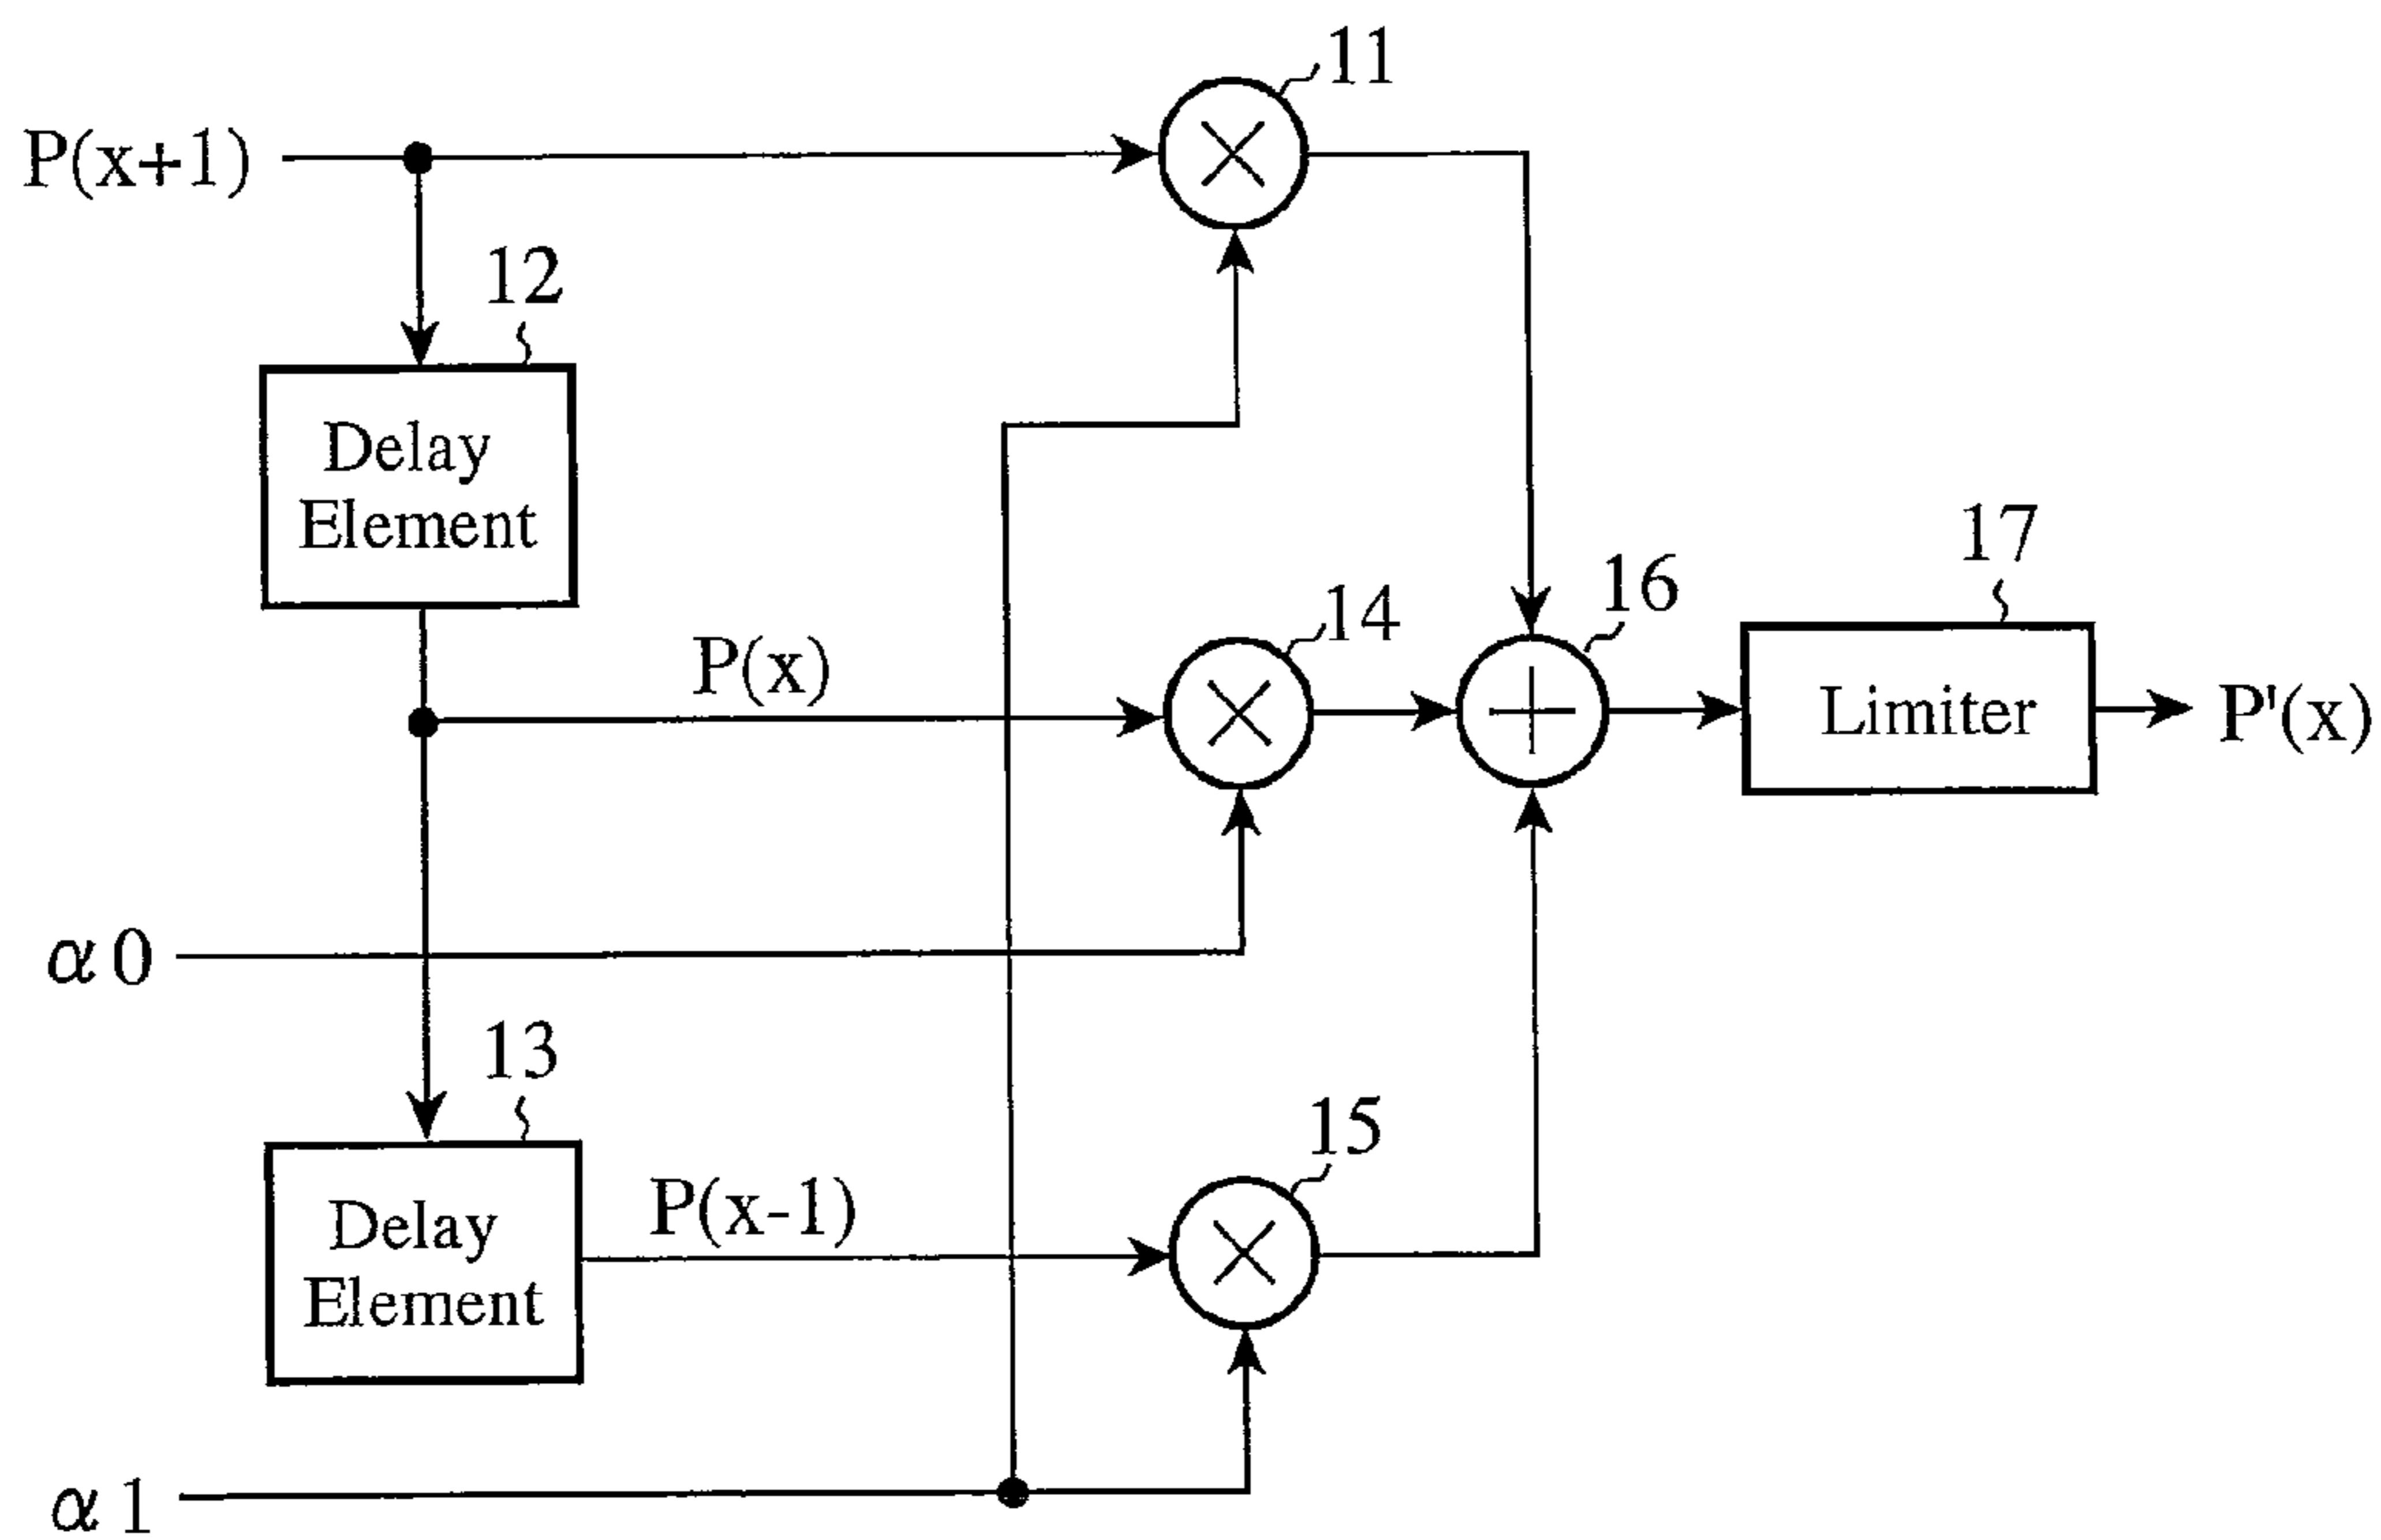 11
P(x+1)
12
Delay
Element
17
16
14
P(x)
Limiter
P'(x)
α 0
13
15
P(x-1)
Delay
Element
α 1